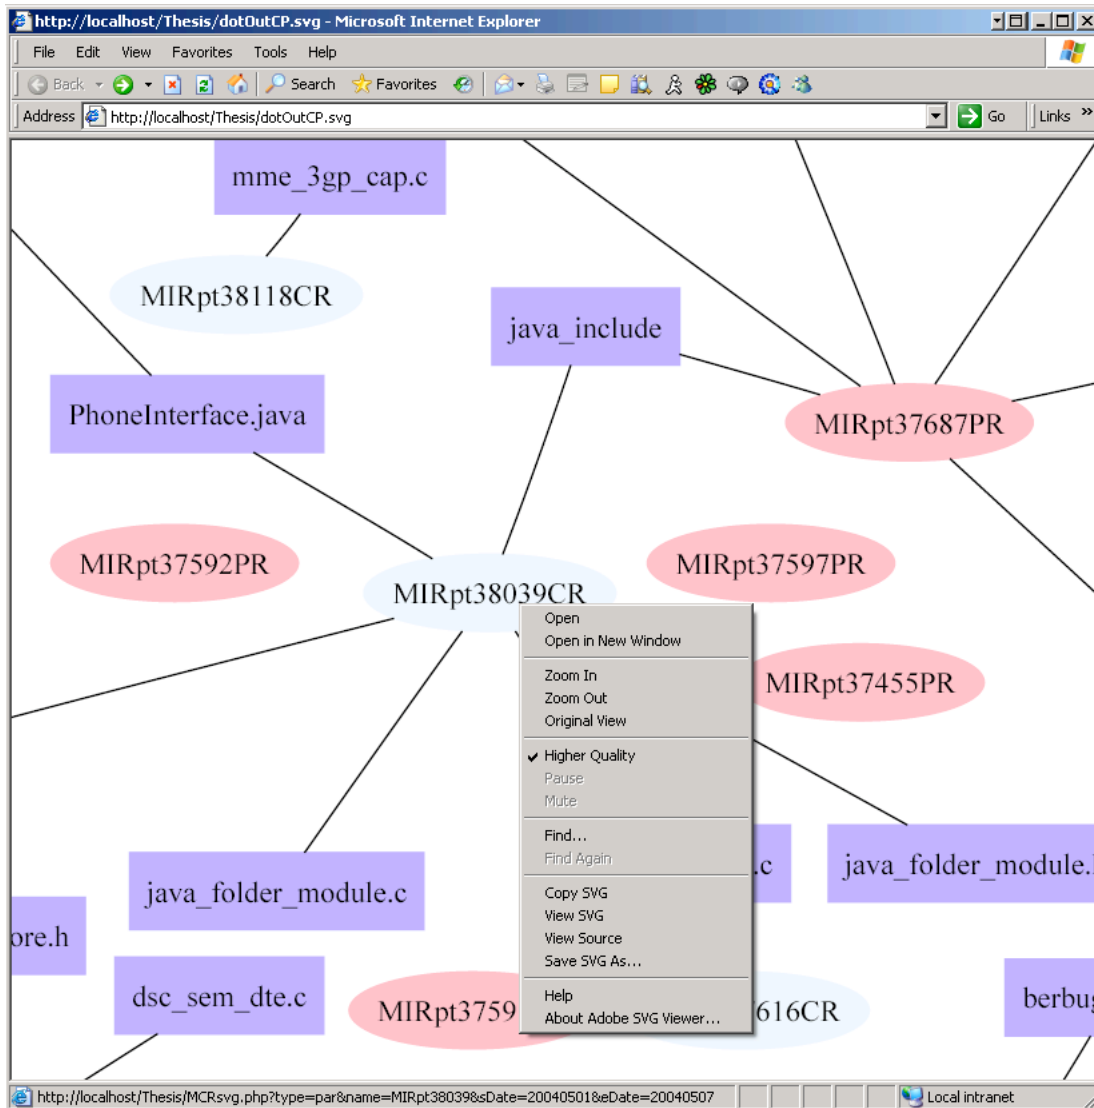 http://localhost/Thesis/dotOutCP.svg - Microsoft Internet Explorer
File Edit View Favorites Tools Help
Back Search Favorites
Address http://localhost/Thesis/dotOutCP.svg Go Links »
mme_3gp_cap.c
MIRpt38118CR
java_include
PhoneInterface.java
MIRpt37687PR
MIRpt37592PR
MIRpt38039CR
MIRpt37597PR
MIRpt37455PR
Open
Open in New Window
Zoom In
Zoom Out
Original View
Higher Quality
Pause
Mute
Find...
Find Again
Copy SVG
View SVG
View Source
Save SVG As...
Help
About Adobe SVG Viewer...
.c
java_folder_module.
java_folder_module.c
ore.h
dsc_sem_dte.c
MIRpt3759
616CR
berbug
http://localhost/Thesis/MCRsvg.php?type=par&name=MIRpt38039&sDate=20040501&eDate=20040507
Local intranet